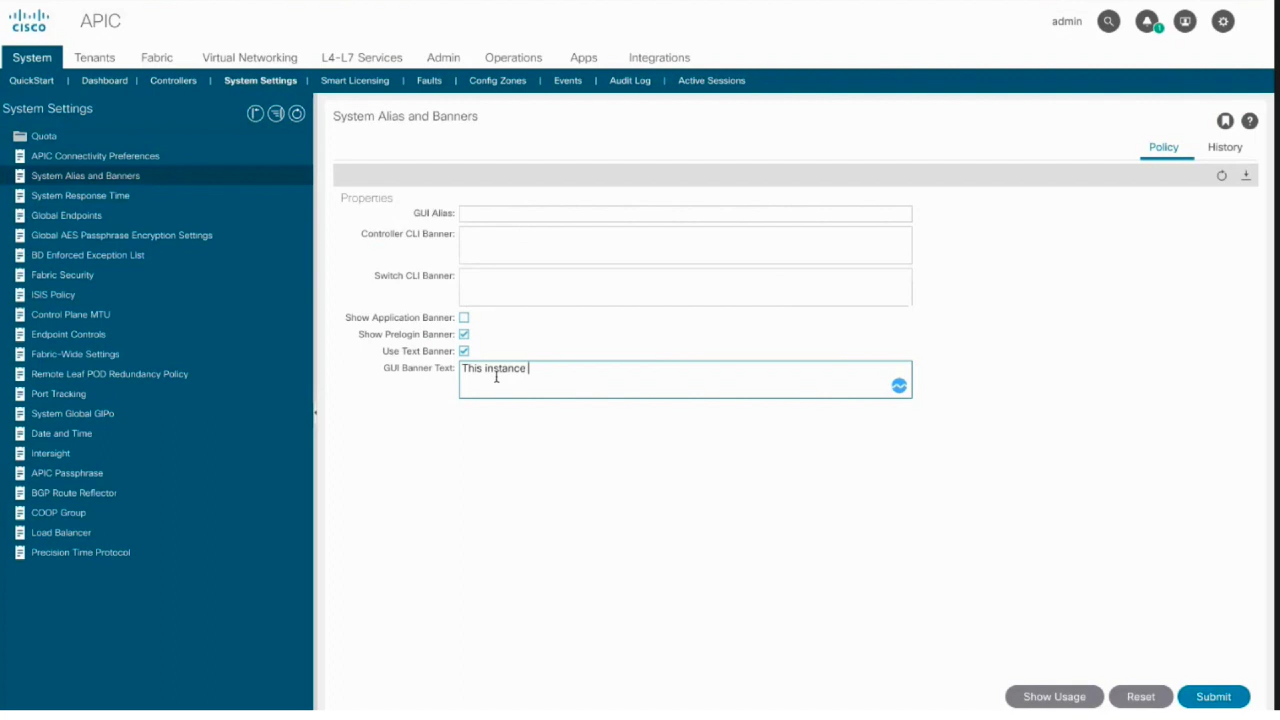 CISCO
APIC
admin
1
System
Tenants
Fabric
Virtual Networking
L4-L7 Services
Admin
Operations
Apps
Integrations
QuickStart | Dashboard | Controllers | System Settings | Smart Licensing | Faults | Config Zones | Events | Audit Log | Active Sessions
System Settings
Quota
APIC Connectivity Preferences
System Alias and Banners
System Response Time
Global Endpoints
Global AES Passphrase Encryption Settings
BD Enforced Exception List
Fabric Security
ISIS Policy
Control Plane MTU
Endpoint Controls
Fabric-Wide Settings
Remote Leaf POD Redundancy Policy
Port Tracking
System Global GIPo
Date and Time
Intersight
APIC Passphrase
BGP Route Reflector
COOP Group
Load Balancer
Precision Time Protocol
System Alias and Banners
?
Policy
History
Properties
GUI Alias:
Controller CLI Banner:
Switch CLI Banner:
Show Application Banner:
Show Prelogin Banner:
Use Text Banner:
GUI Banner Text: This instance
Show Usage
Reset
Submit